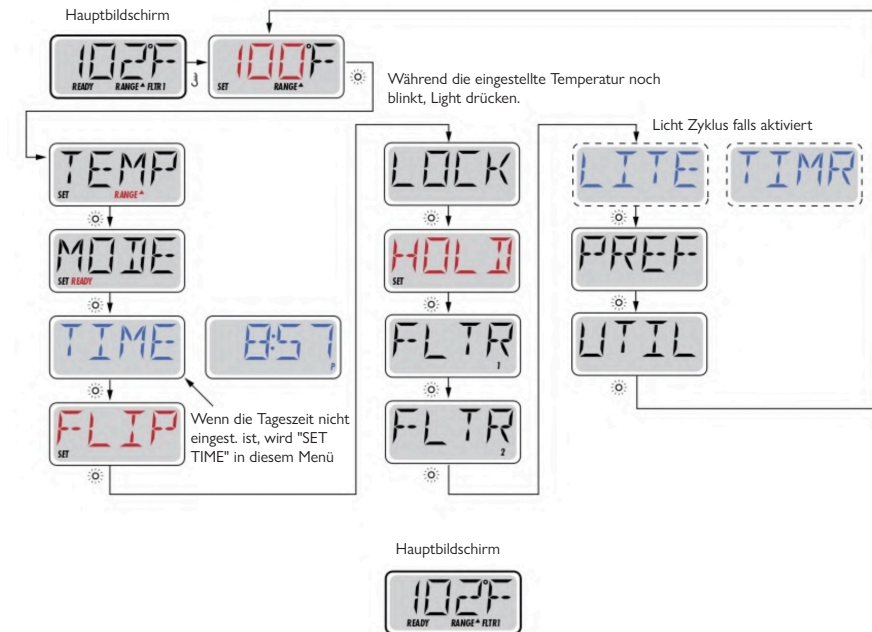 Hauptbildschirm
102°F
READY RANGE FLTR1
100°F
SET RANGE
Während die eingestellte Temperatur noch
blinkt, Light drücken.
TEMP
SET RANGE
MODE
SET READY
TIME
8:57
P
FLIP
SET
Wenn die Tageszeit nicht
eingest. ist, wird "SET
TIME" in diesem Menü
LOCK
HOLD
SET
FLTR
1
FLTR
2
Licht Zyklus falls aktiviert
LITE TIMR
PREF
UTIL
Hauptbildschirm
102°F
READY RANGE FLTR1